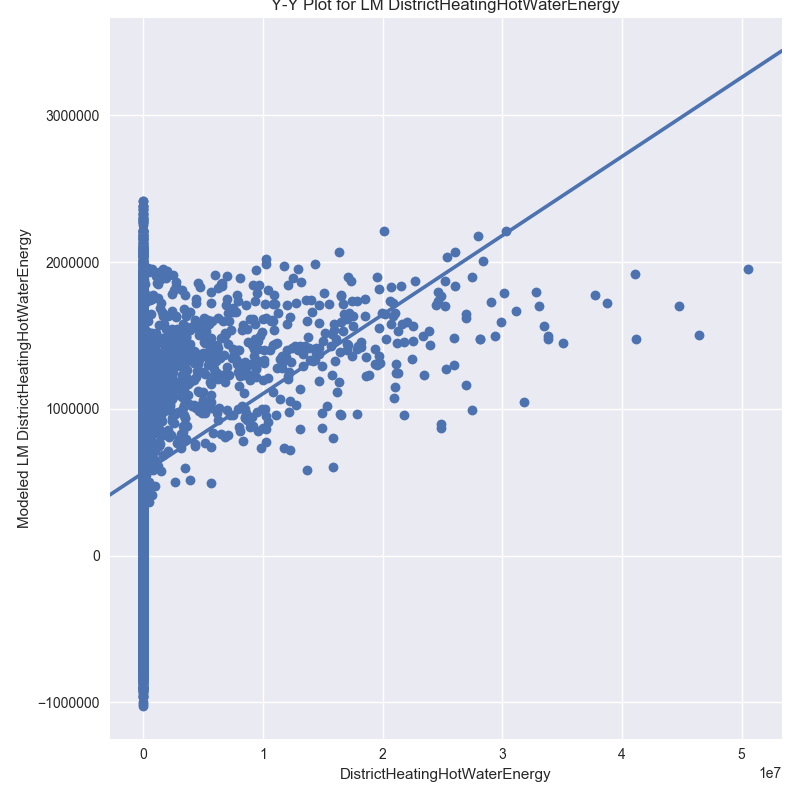 Y-Y Plot for LM DistrictHeatingHotWaterEnergy
3000000
2000000
1000000
0
−1000000
Modeled LM DistrictHeatingHotWaterEnergy
0 1 2 3 4 5
1e7
DistrictHeatingHotWaterEnergy